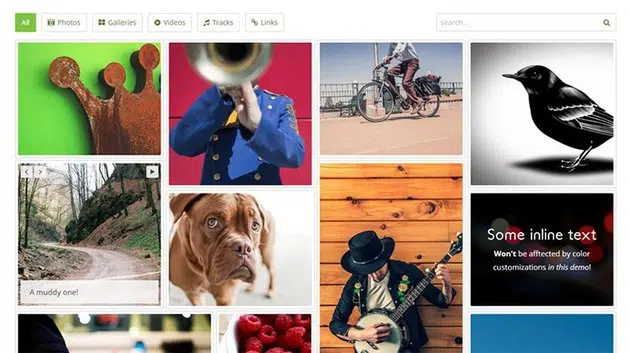 All
Photos
Galleries
Videos
Tracks
Links
search...
A muddy one!
Some inline text
Won't be afftected by color
customizations in this demo!